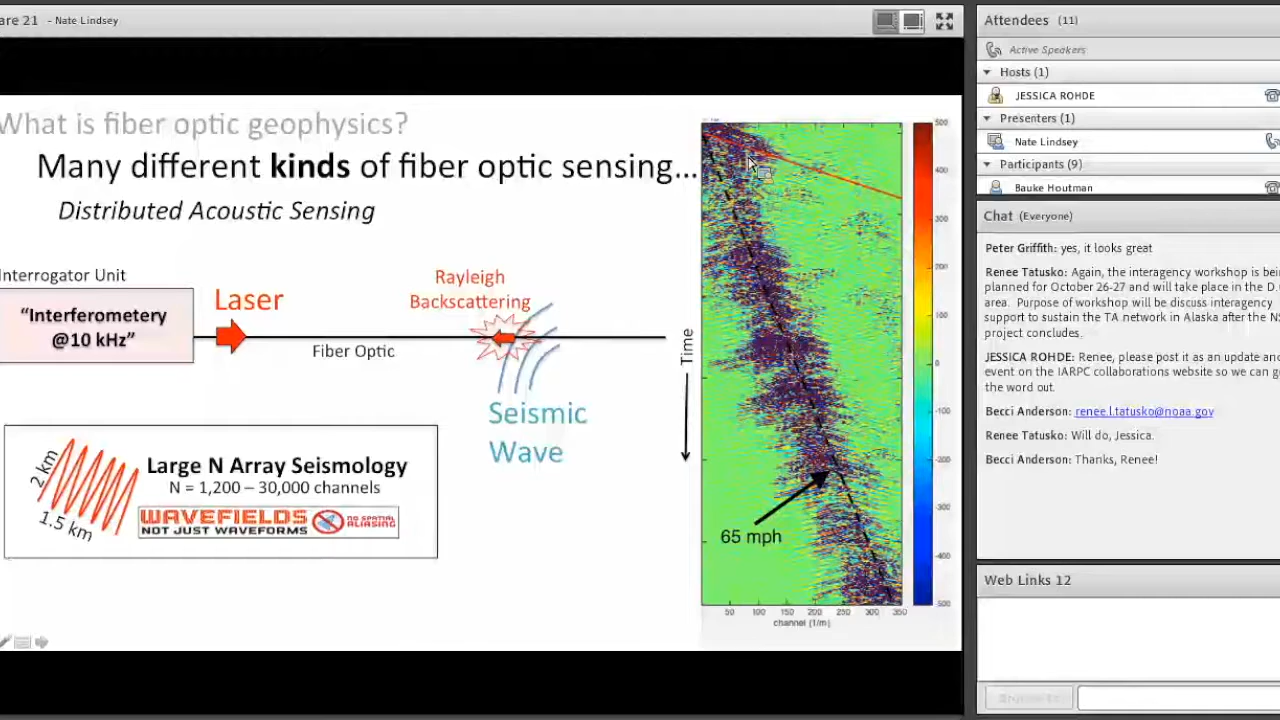 are 21 - Nate Lindsey
What is fiber optic geophysics?
Many different kinds of fiber optic sensing...
Distributed Acoustic Sensing
Interrogator Unit
“Interferometery
@10 kHz”
Laser
Fiber Optic
Rayleigh
Backscattering
Seismic
Wave
2 km
1.5 km
Large N Array Seismology
N = 1,200 – 30,000 channels
WAVEFIELDS
NOT JUST WAVEFORMS
NO SPATIAL
ALIASING
Time
65 mph
50 100 150 200 250 300 350
channel (1/m)
500
400
300
200
100
0
-100
-200
-300
-400
-500
Attendees (11)
Active Speakers
Hosts (1)
JESSICA ROHDE
Presenters (1)
Nate Lindsey
Participants (9)
Bauke Houtman
Chat (Everyone)
Peter Griffith: yes, it looks great
Renee Tatusko: Again, the interagency workshop is bei
planned for October 26-27 and will take place in the D.
area. Purpose of workshop will be discuss interagency
support to sustain the TA network in Alaska after the NS
project concludes.
JESSICA ROHDE: Renee, please post it as an update an
event on the IARPC collaborations website so we can ge
the word out.
Becci Anderson: renee.l.tatusko@noaa.gov
Renee Tatusko: Will do, Jessica.
Becci Anderson: Thanks, Renee!
Web Links 12